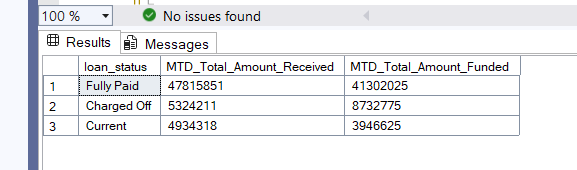 100 %
No issues found
Results Messages
loan_status MTD_Total_Amount_Received MTD_Total_Amount_Funded
1 Fully Paid 47815851 41302025
2 Charged Off 5324211 8732775
3 Current 4934318 3946625